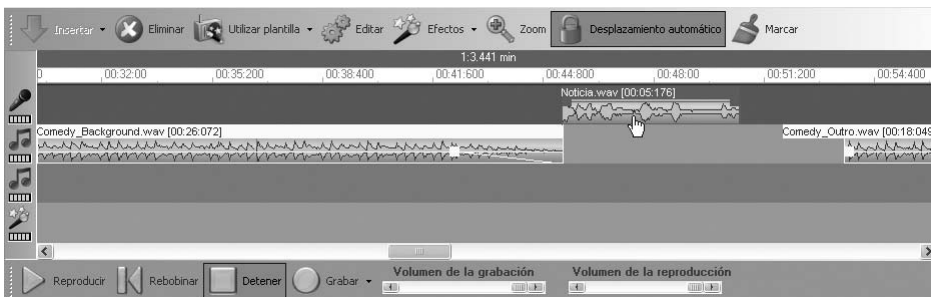 Insertar Eliminar Utilizar plantilla Editar Efectos Zoom Desplazamiento automático Marcar
1:3.441 min
0 00:32:00 00:35:200 00:38:400 00:41:600 00:44:800 00:48:00 00:51:200 00:54:400
Noticia.wav [00:05:176]
Comedy_Background.wav [00:26:072] Comedy_Outro.wav [00:18:049
Reproducir Rebobinar Detener Grabar Volumen de la grabación Volumen de la reproducción